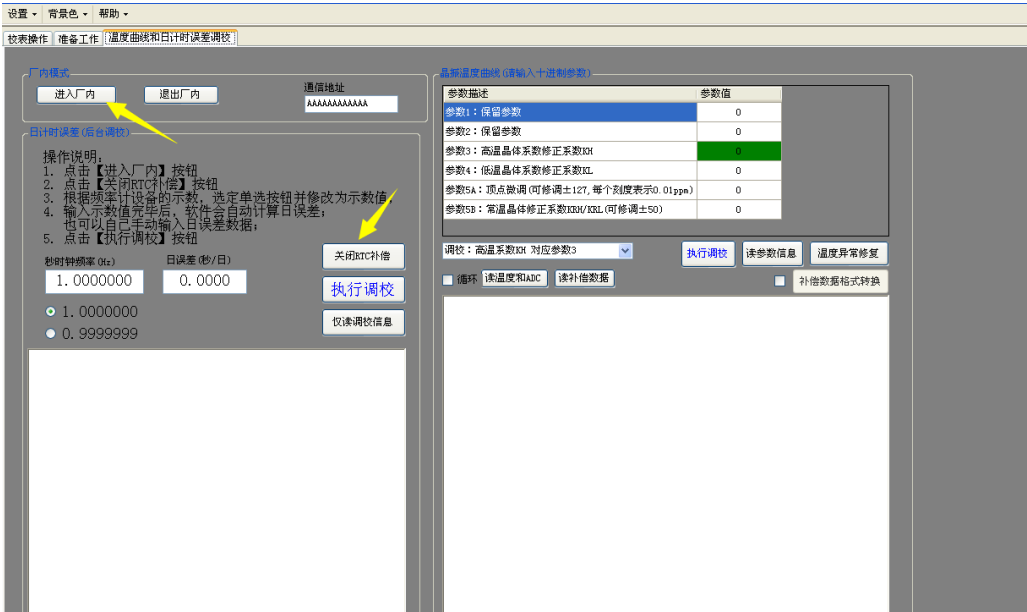 设置 背景色 帮助
校表操作 准备工作 温度曲线和日计时误差调校
厂内模式
进入厂内 退出厂内
通信地址
AAAAAAAAAAAA
日计时误差(后台调校)
操作说明:
1. 点击【进入厂内】按钮
2. 点击【关闭RTC补偿】按钮
3. 根据频率计设备的示数，选定单选按钮并修改为示数值，
4. 输入示数值完毕后，软件会自动计算日误差;
也可以自己手动输入日误差数据;
5. 点击【执行调校】按钮
秒时钟频率(Hz) 日误差(秒/日)
1.0000000 0.0000
1.0000000
0.9999999
关闭RTC补偿
执行调校
仅读调校信息
晶振温度曲线(请输入十进制参数)
参数描述 参数值
参数1：保留参数 0
参数2：保留参数 0
参数3：高温晶体系数修正系数KH 0
参数4：低温晶体系数修正系数KL 0
参数5A：顶点微调(可修调±127,每个刻度表示0.01ppm) 0
参数5B：常温晶体修正系数KRH/KRL(可修调±50) 0
调校：高温系数KH 对应参数3 执行调校 读参数信息 温度异常修复
循环 读温度和ADC 读补偿数据 补偿数据格式转换